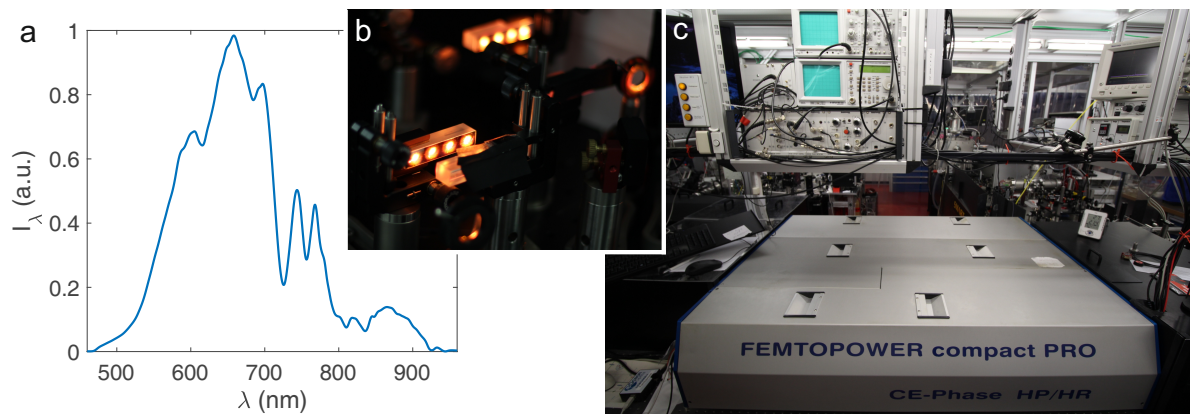 a
I_λ (a.u.)
1
0.8
0.6
0.4
0.2
0
500 600 700 800 900
λ (nm)
b
c
FEMTOPOWER compact PRO
CE-Phase HP/HR